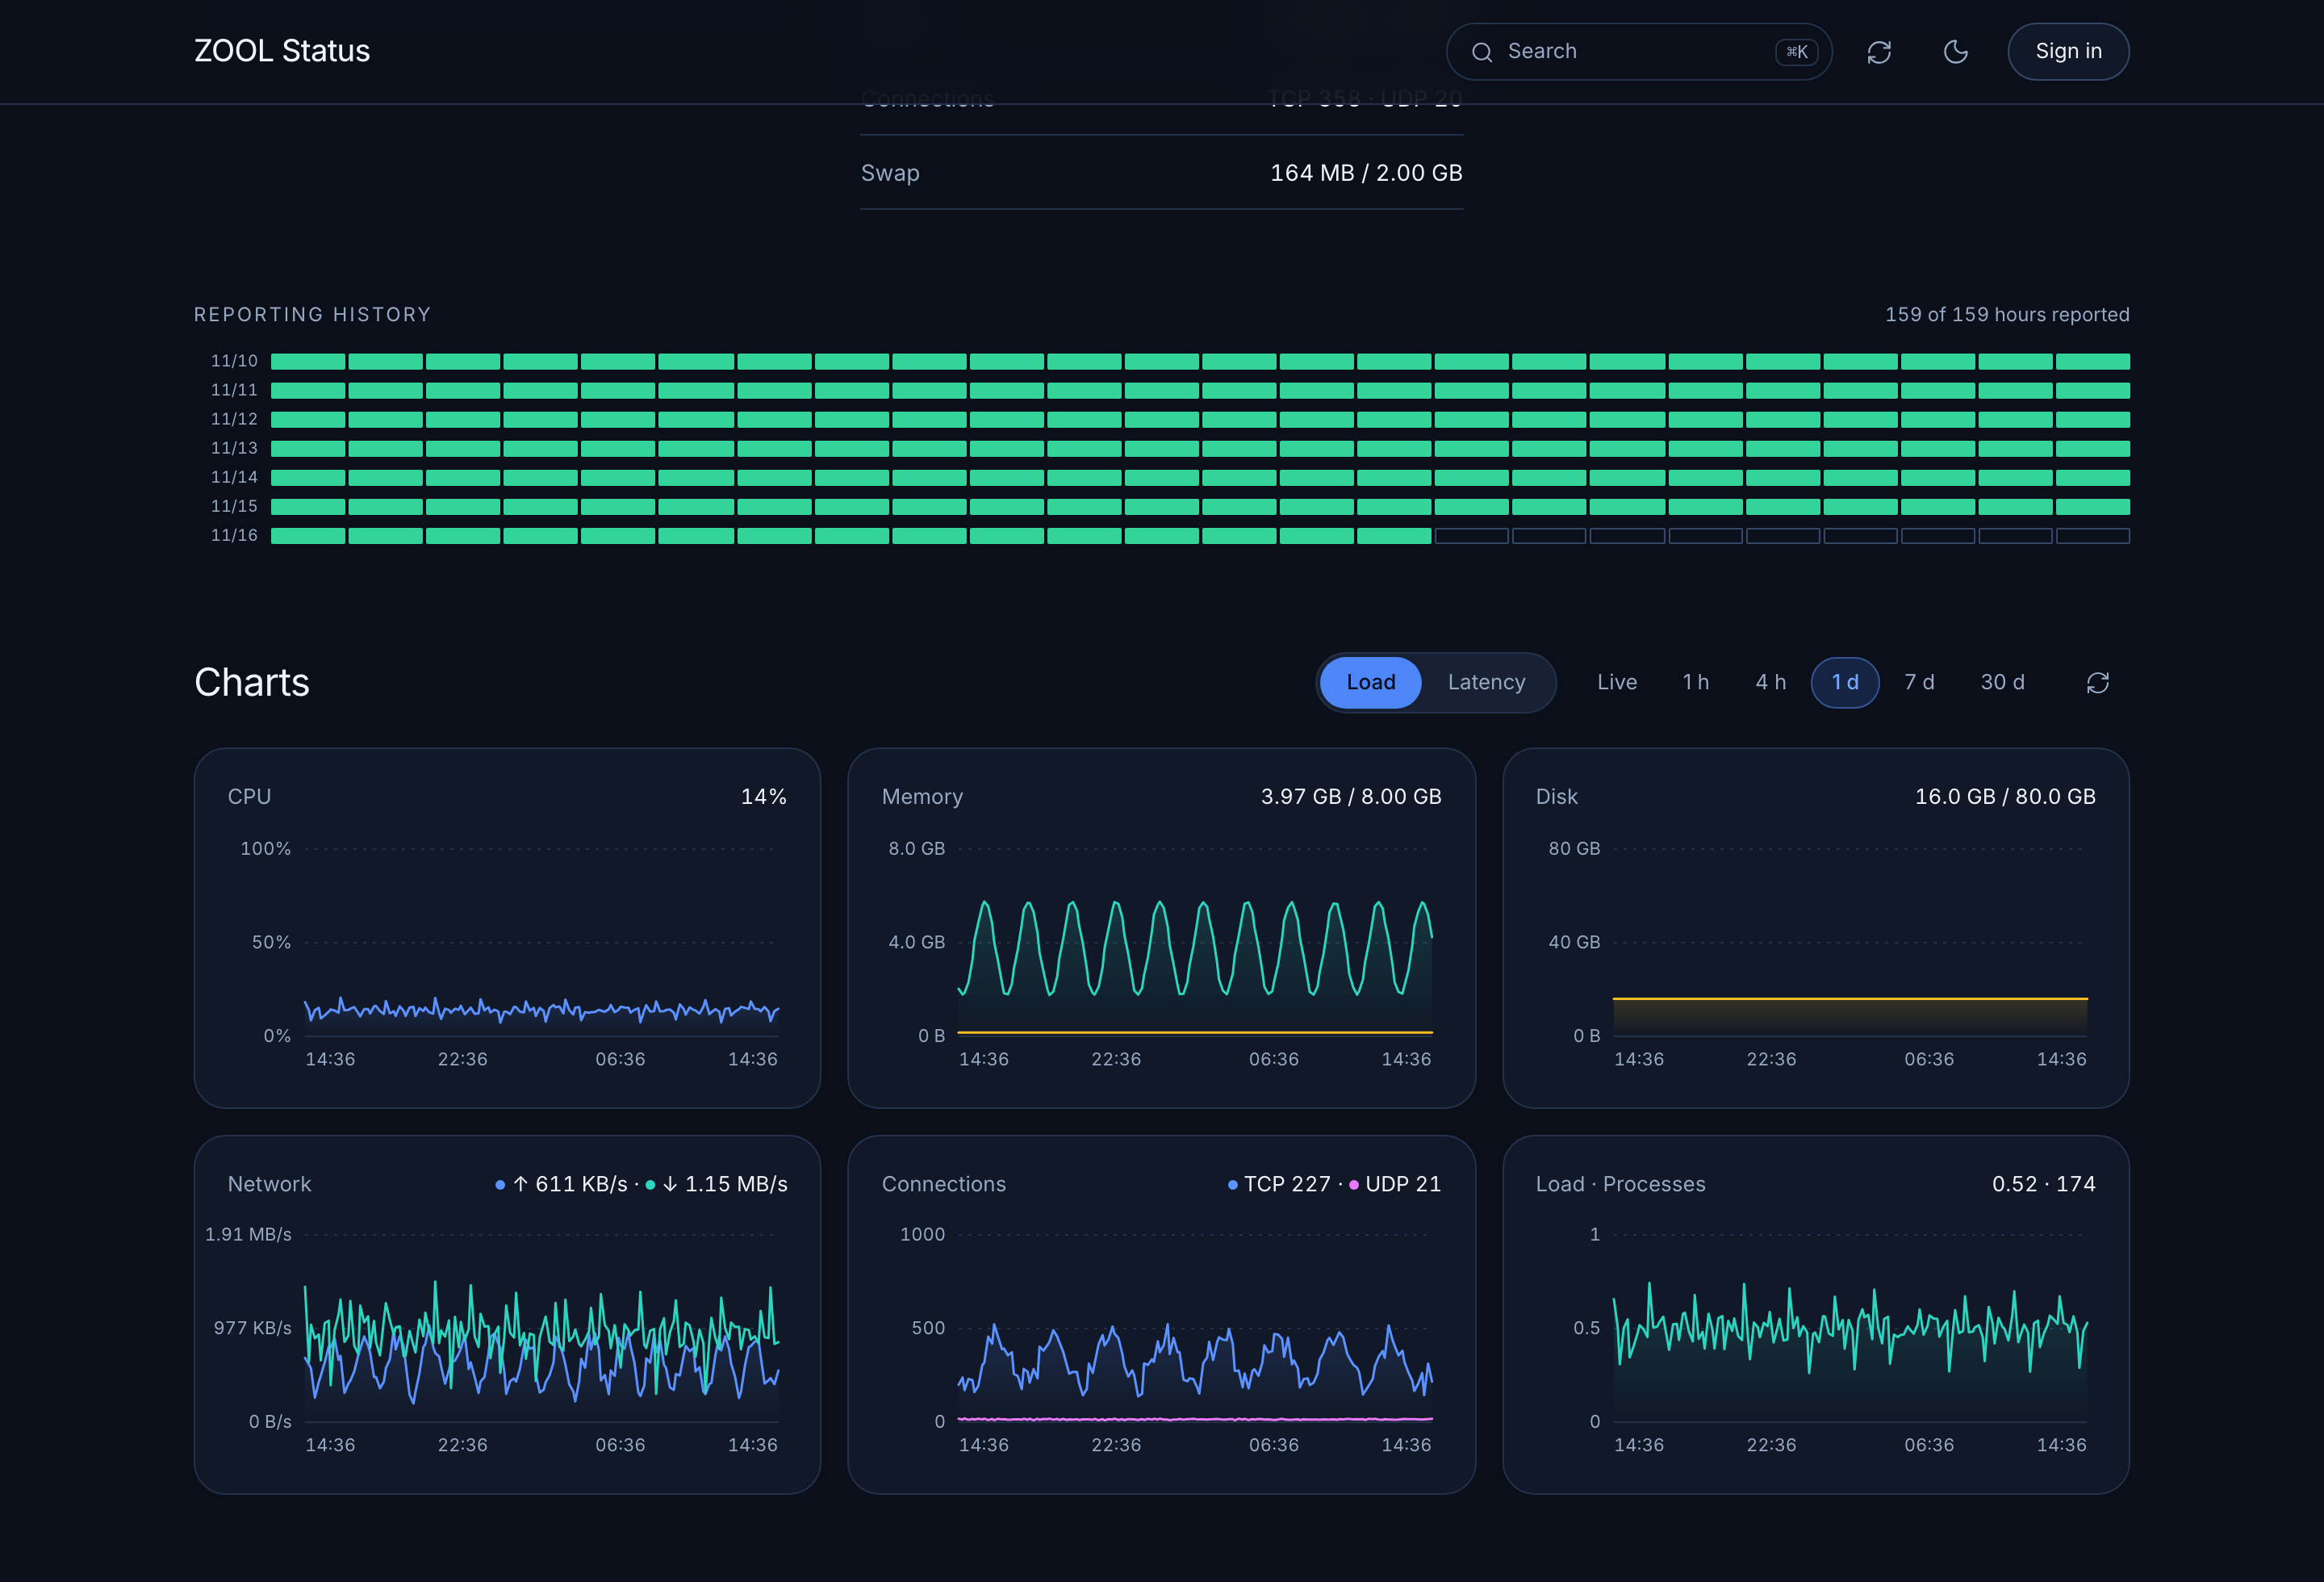 ZOOL Status
Search ⌘K
Sign in
Connections TCP 358 · UDP 20
Swap 164 MB / 2.00 GB
REPORTING HISTORY 159 of 159 hours reported
11/10
11/11
11/12
11/13
11/14
11/15
11/16
Charts
Load Latency Live 1 h 4 h 1 d 7 d 30 d
CPU 14%
100%
50%
0%
14:36 22:36 06:36 14:36
Memory 3.97 GB / 8.00 GB
8.0 GB
4.0 GB
0 B
14:36 22:36 06:36 14:36
Disk 16.0 GB / 80.0 GB
80 GB
40 GB
0 B
14:36 22:36 06:36 14:36
Network ↑ 611 KB/s · ↓ 1.15 MB/s
1.91 MB/s
977 KB/s
0 B/s
14:36 22:36 06:36 14:36
Connections TCP 227 · UDP 21
1000
500
0
14:36 22:36 06:36 14:36
Load · Processes 0.52 · 174
1
0.5
0
14:36 22:36 06:36 14:36